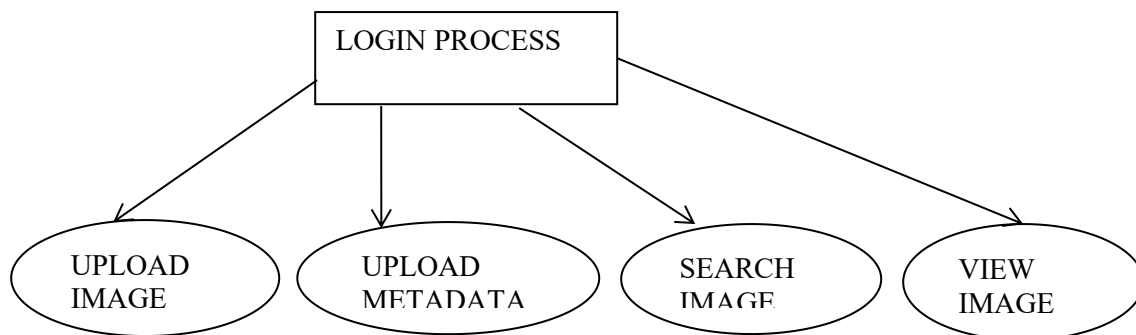 LOGIN PROCESS
UPLOAD
IMAGE
UPLOAD
METADATA
SEARCH
IMAGE
VIEW
IMAGE